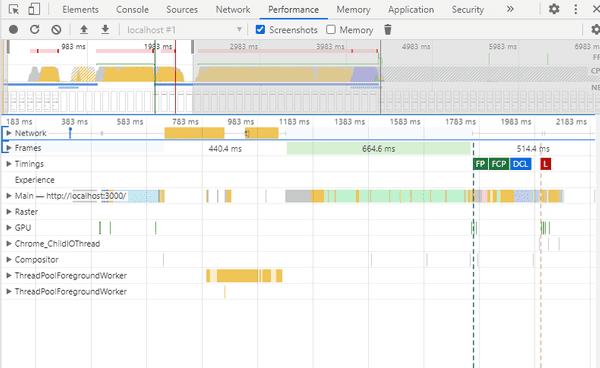 Elements Console Sources Network Performance Memory Application Security »
localhost #1 Screenshots Memory
983 ms 1983 ms 2983 ms 3983 ms 4983 ms 5983 ms 6983 ms
183 ms 383 ms 583 ms 783 ms 983 ms 1183 ms 1383 ms 1583 ms 1783 ms 1983 ms 2183 ms
Network
Frames 440.4 ms 664.6 ms 514.4 ms
Timings FP FCP DCL L
Experience
Main — http://localhost:3000/
Raster
GPU
Chrome_ChildIOThread
Compositor
ThreadPoolForegroundWorker
ThreadPoolForegroundWorker